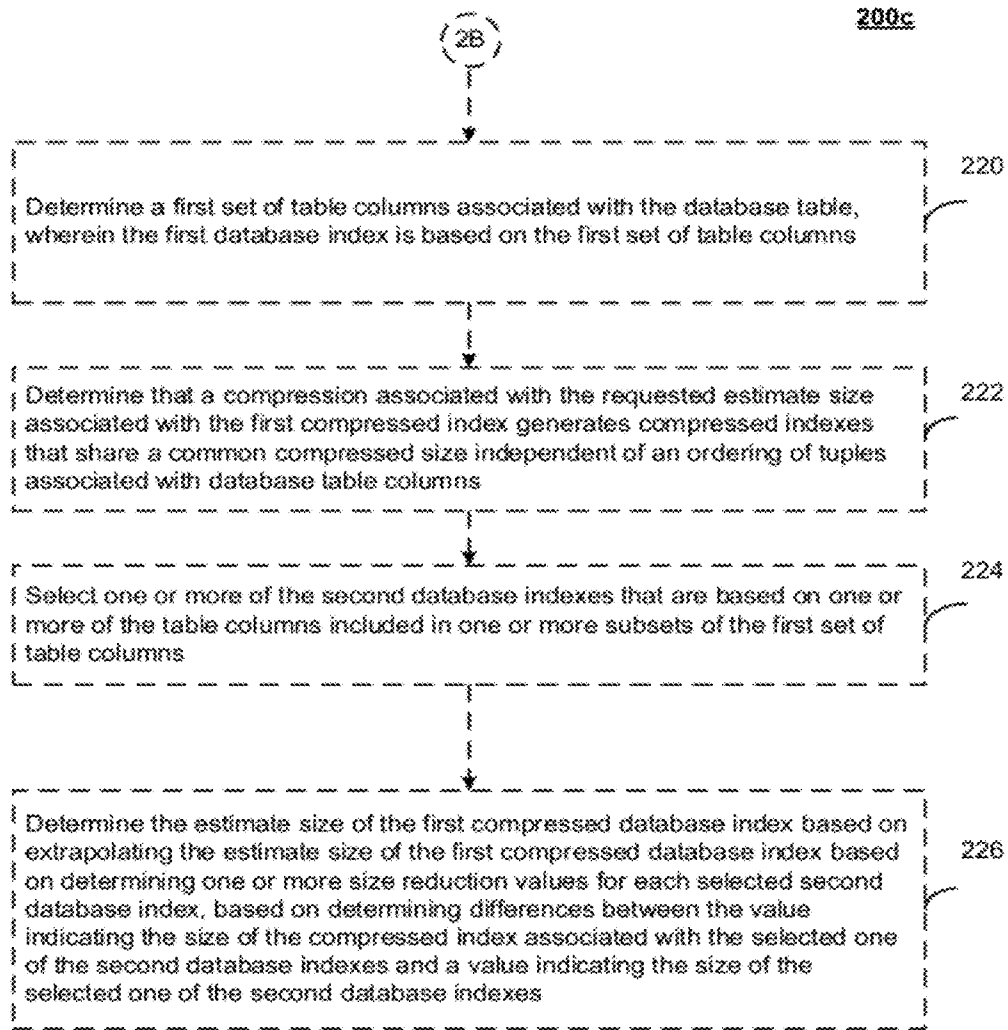 200c
2B
220
Determine a first set of table columns associated with the database table,
wherein the first database index is based on the first set of table columns
222
Determine that a compression associated with the requested estimate size
associated with the first compressed index generates compressed indexes
that share a common compressed size independent of an ordering of tuples
associated with database table columns
224
Select one or more of the second database indexes that are based on one or
more of the table columns included in one or more subsets of the first set of
table columns
226
Determine the estimate size of the first compressed database index based on
extrapolating the estimate size of the first compressed database index based
on determining one or more size reduction values for each selected second
database index, based on determining differences between the value
indicating the size of the compressed index associated with the selected one
of the second database indexes and a value indicating the size of the
selected one of the second database indexes